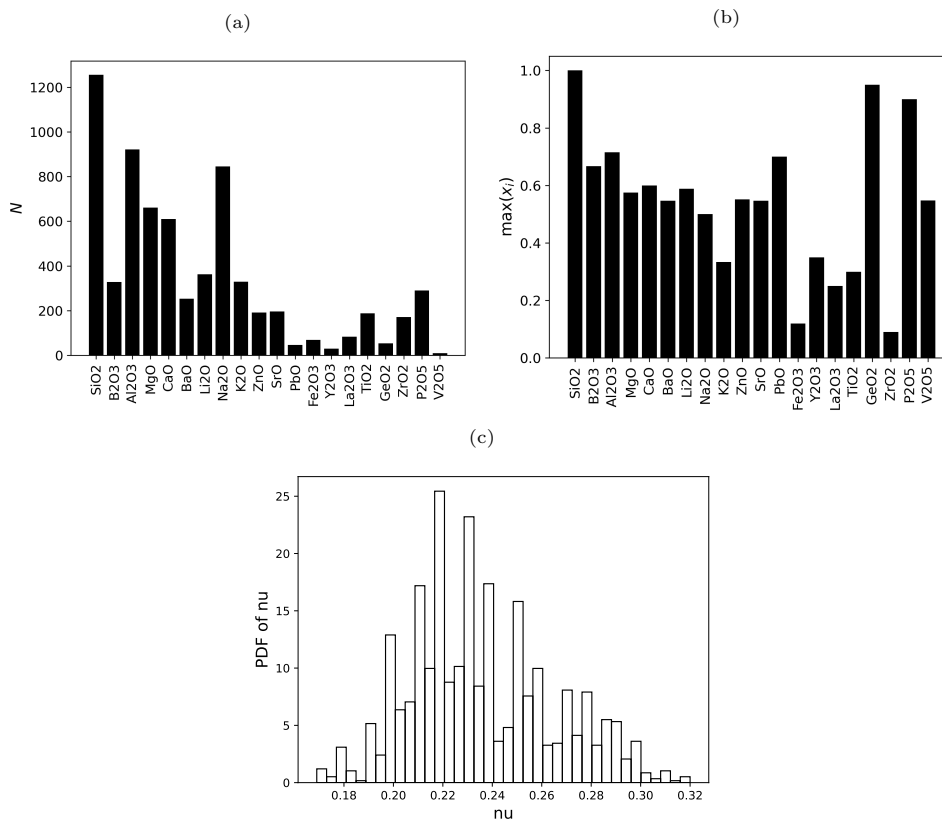 (a)
1200
1000
800
600
400
200
0
N
SiO2 B2O3 Al2O3 MgO CaO BaO Li2O Na2O K2O ZnO SrO PbO Fe2O3 Y2O3 La2O3 TiO2 GeO2 ZrO2 P2O5 V2O5
(b)
1.0
0.8
0.6
0.4
0.2
0.0
max(xᵢ)
SiO2 B2O3 Al2O3 MgO CaO BaO Li2O Na2O K2O ZnO SrO PbO Fe2O3 Y2O3 La2O3 TiO2 GeO2 ZrO2 P2O5 V2O5
(c)
25
20
15
10
5
0
PDF of nu
0.18 0.20 0.22 0.24 0.26 0.28 0.30 0.32
nu